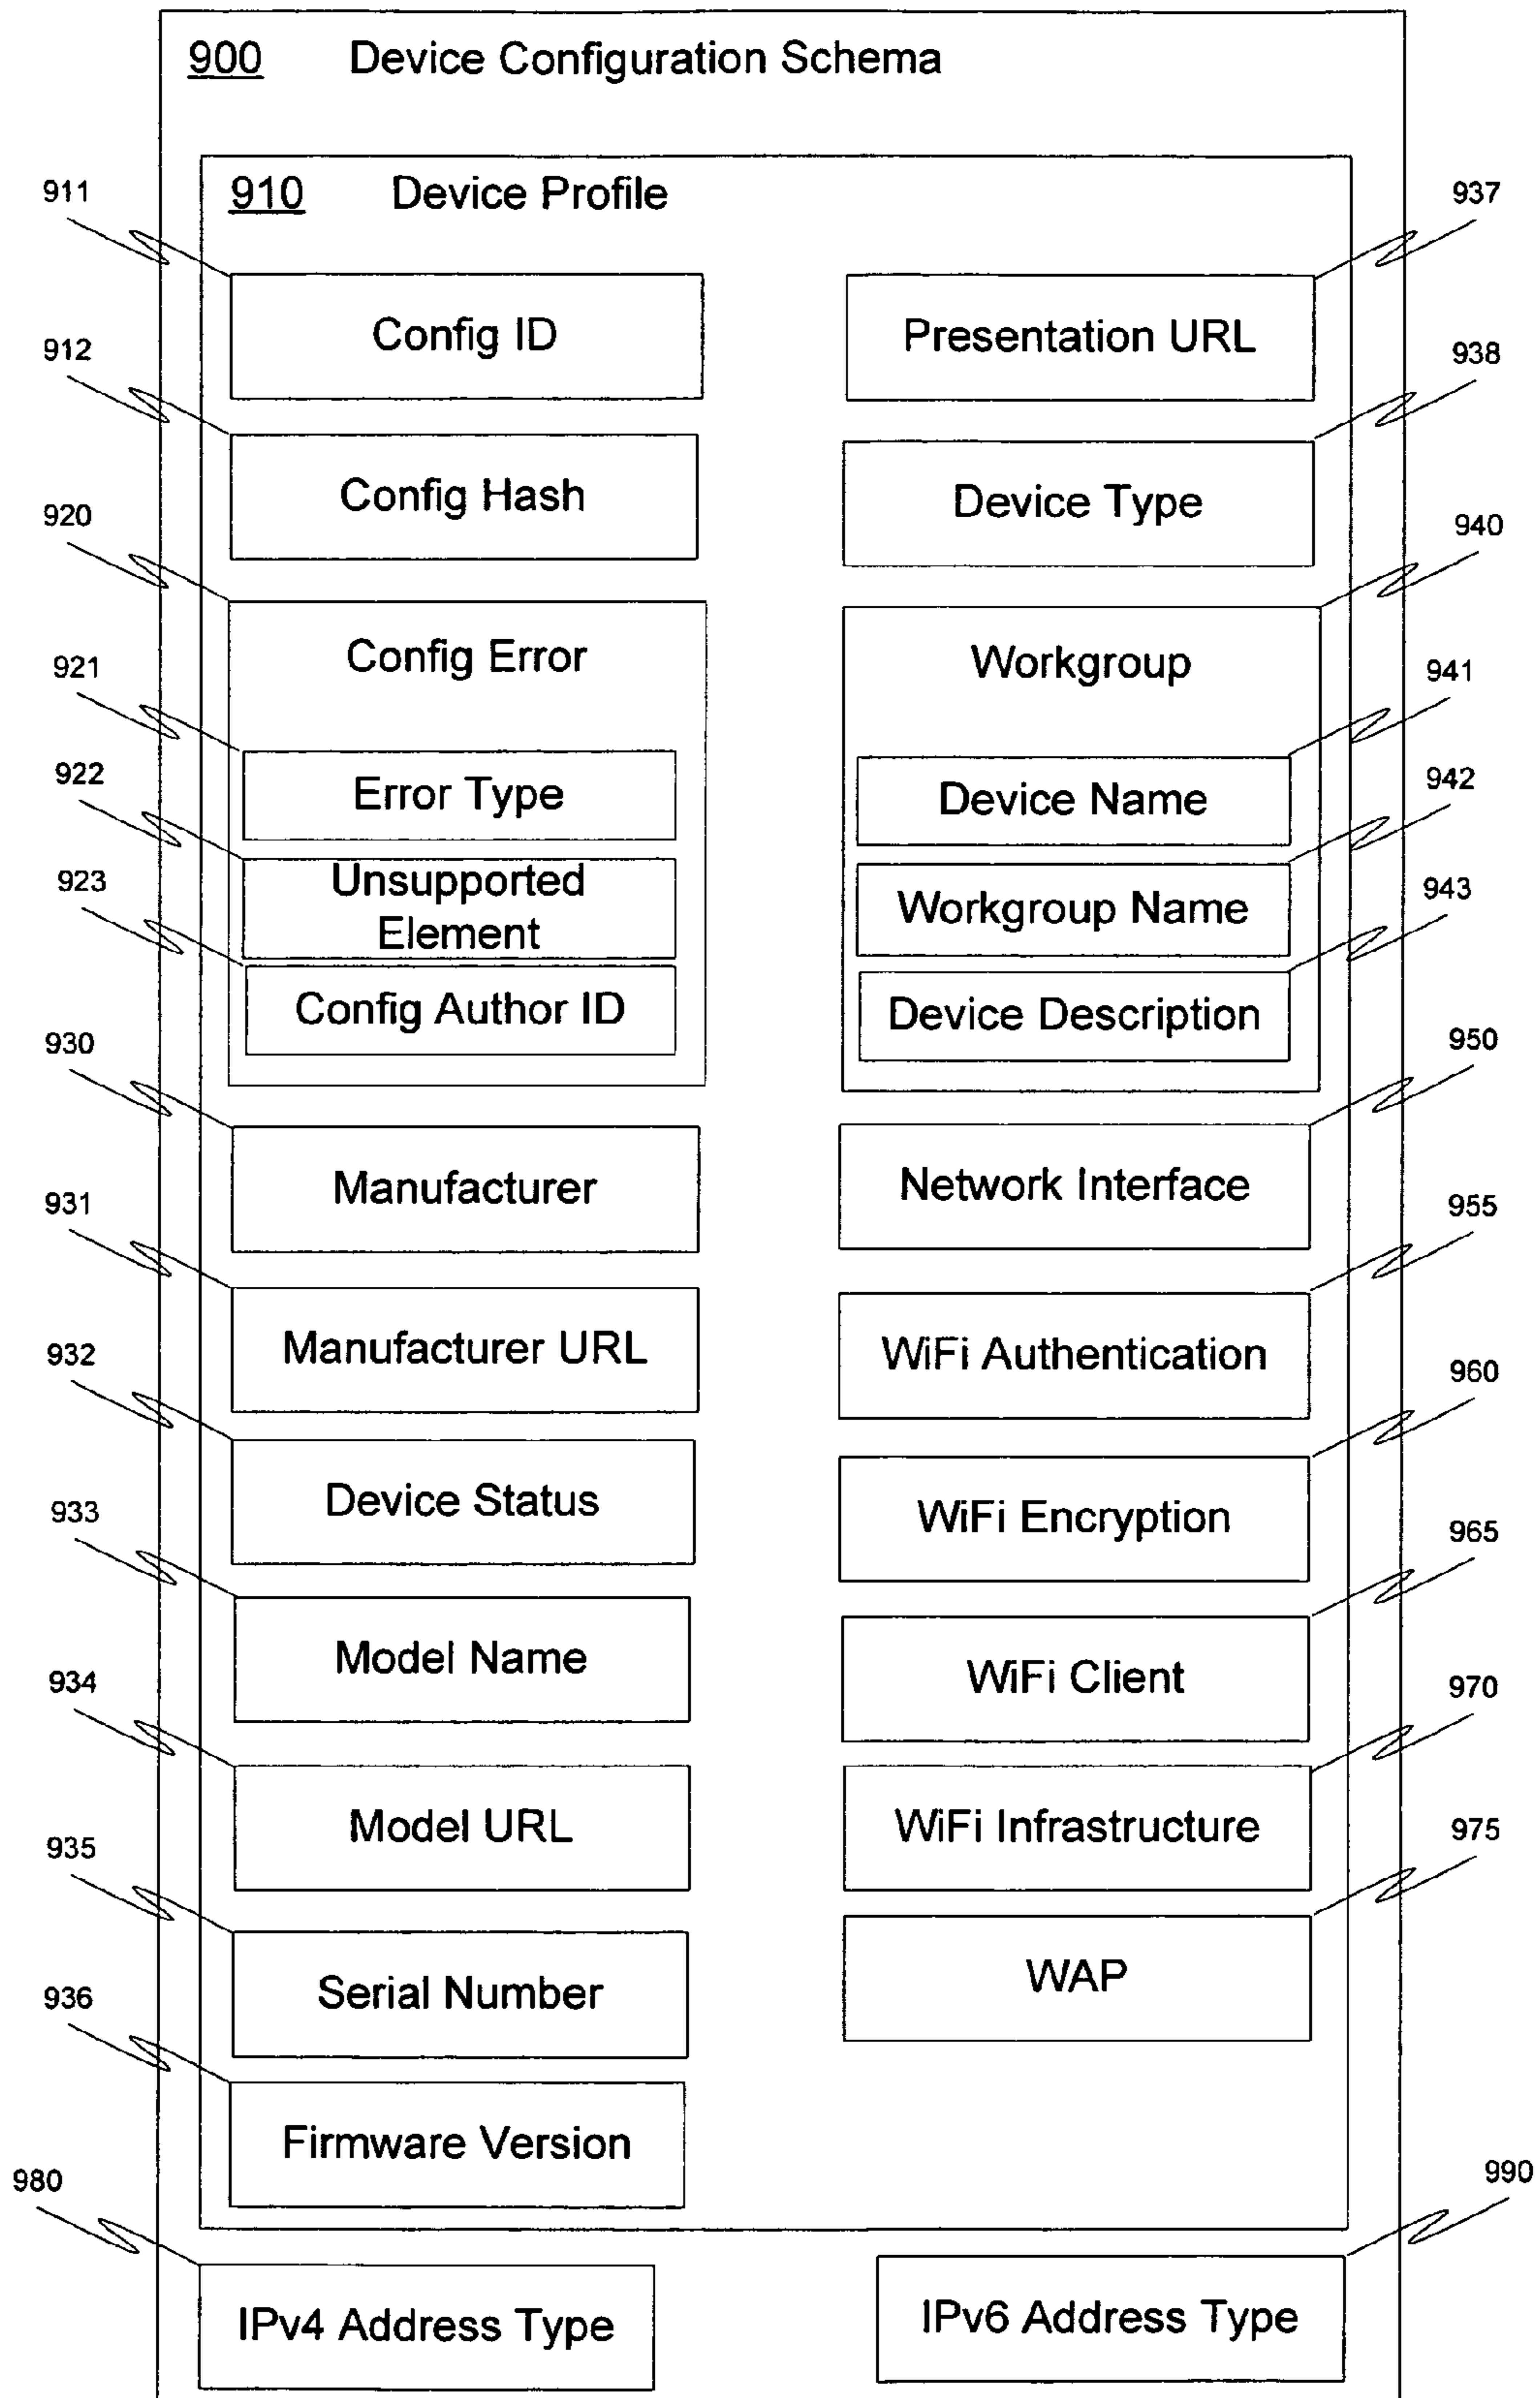 900 Device Configuration Schema
910 Device Profile
911
Config ID
912
Config Hash
920
Config Error
921
Error Type
922
Unsupported
Element
923
Config Author ID
930
Manufacturer
931
Manufacturer URL
932
Device Status
933
Model Name
934
Model URL
935
Serial Number
936
Firmware Version
937
Presentation URL
938
Device Type
940
Workgroup
941
Device Name
942
Workgroup Name
943
Device Description
950
Network Interface
955
WiFi Authentication
960
WiFi Encryption
965
WiFi Client
970
WiFi Infrastructure
975
WAP
980
IPv4 Address Type
990
IPv6 Address Type